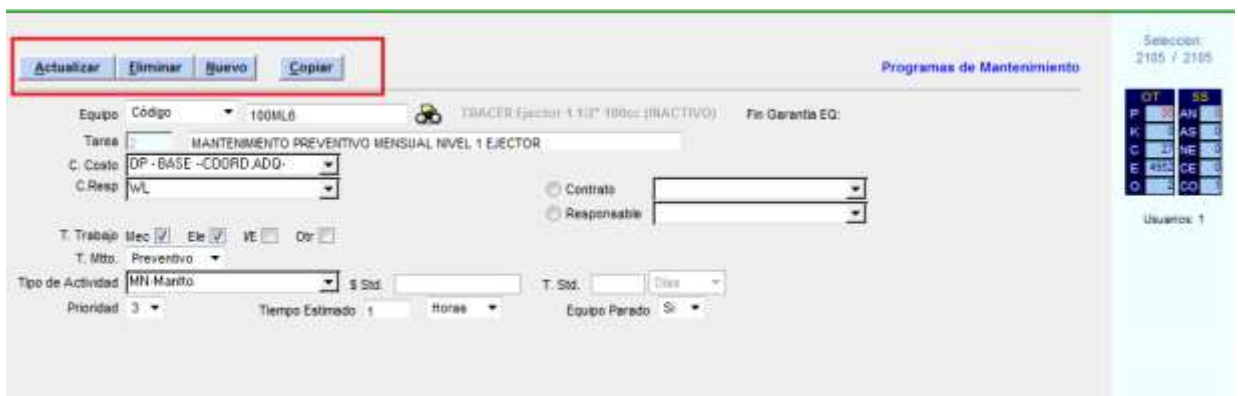 Actualizar Eliminar Nuevo Copiar
Programas de Mantenimiento
Equipo Código 100ML6 TRACER Ejector 1 1/2" 100cc (INACTIVO) Fin Garantia EQ:
Tarea MANTENIMIENTO PREVENTIVO MENSUAL NIVEL 1 EJECTOR
C. Costo DP - BASE --COORD.ADQ-
C.Resp WL
Contrato
Responsable
T. Trabajo Mec Ele I/E Otr
T. Mtto. Preventivo
Tipo de Actividad MN-Mantto $ Std. T. Std. Dias
Prioridad 3 Tiempo Estimado 1 Horas Equipo Parado Si
Seleccion:
2105 / 2105
OT SS
P AN
K AS
C NE
E 4952 CE
O CO
Usuarios: 1